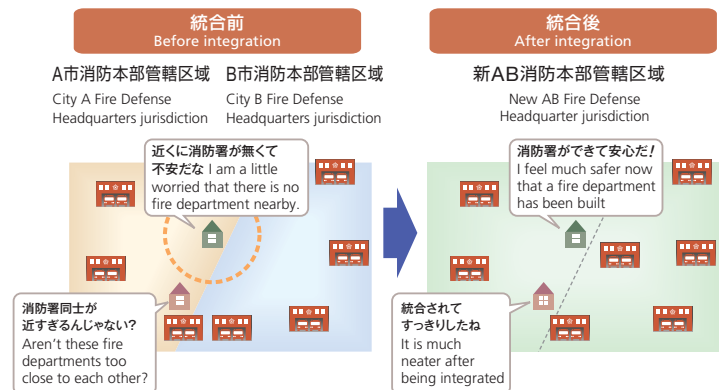 統合前
Before integration
A市消防本部管轄区域
City A Fire Defense
Headquarters jurisdiction
B市消防本部管轄区域
City B Fire Defense
Headquarters jurisdiction
近くに消防署が無くて
不安だな I am a little
worried that there is no
fire department nearby.
消防署同士が
近すぎるんじゃない?
Aren't these fire
departments too
close to each other?
統合後
After integration
新AB消防本部管轄区域
New AB Fire Defense
Headquarter jurisdiction
消防署ができて安心だ!
I feel much safer now
that a fire department
has been built
統合されて
すっきりしたね
It is much
neater after
being integrated